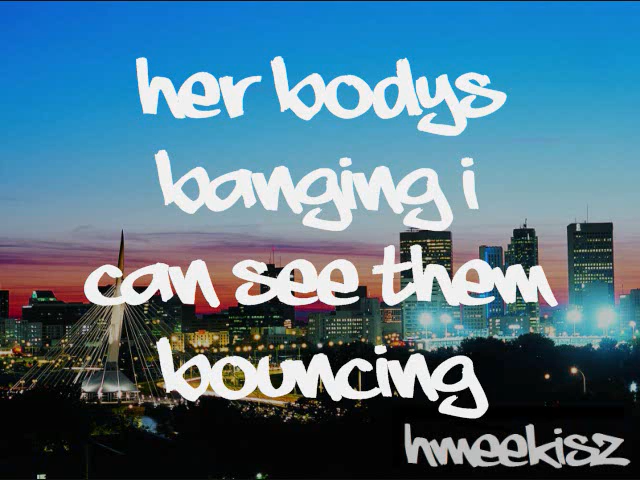 her bodys
banging i
can see them
bouncing
hmeekisz